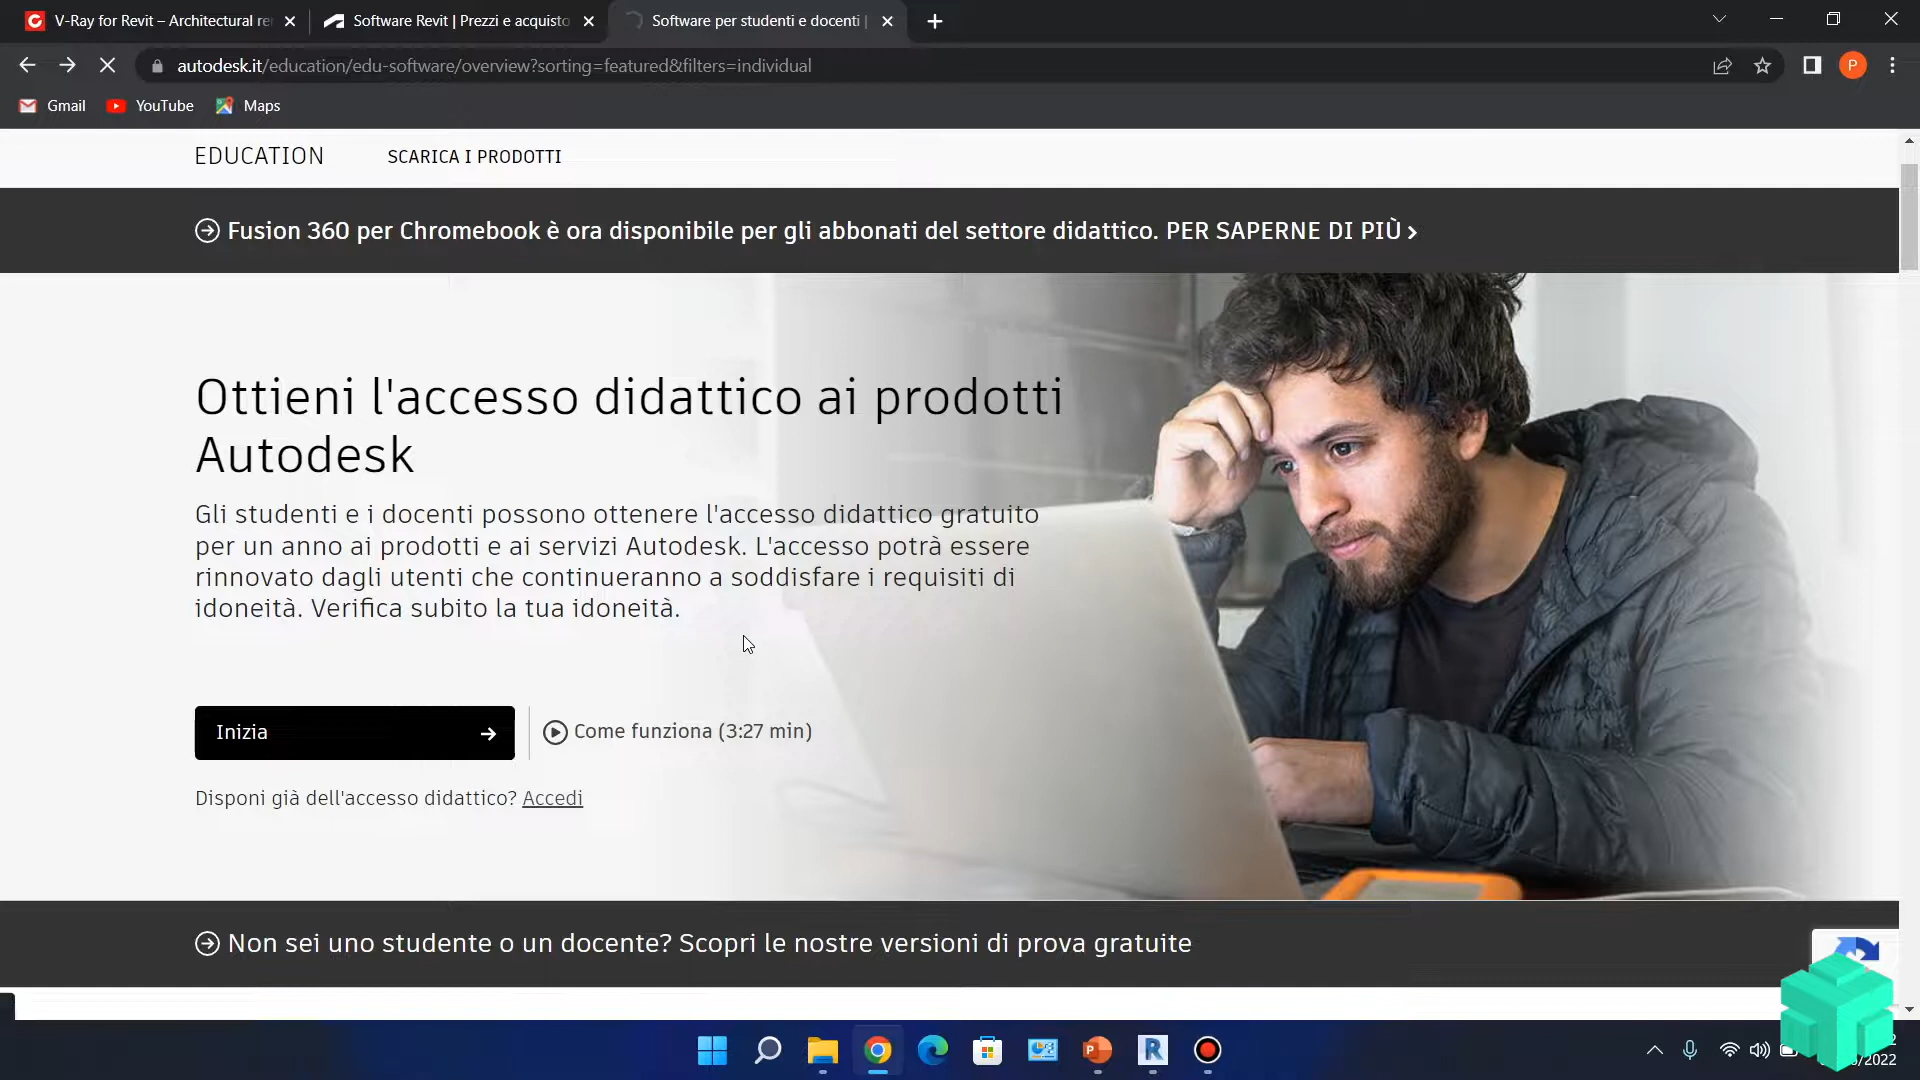 V-Ray for Revit – Architectural re
Software Revit | Prezzi e acquisto
Software per studenti e docenti |
autodesk.it/education/edu-software/overview?sorting=featured&filters=individual
P
Gmail
YouTube
Maps
EDUCATION
SCARICA I PRODOTTI
Fusion 360 per Chromebook è ora disponibile per gli abbonati del settore didattico. PER SAPERNE DI PIÙ
Ottieni l'accesso didattico ai prodotti
Autodesk
Gli studenti e i docenti possono ottenere l'accesso didattico gratuito
per un anno ai prodotti e ai servizi Autodesk. L'accesso potrà essere
rinnovato dagli utenti che continueranno a soddisfare i requisiti di
idoneità. Verifica subito la tua idoneità.
Inizia
Come funziona (3:27 min)
Disponi già dell'accesso didattico? Accedi
Non sei uno studente o un docente? Scopri le nostre versioni di prova gratuite
P
R
/2022